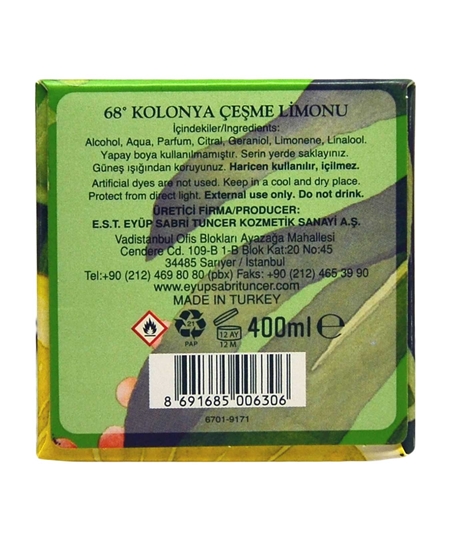 68° KOLONYA ÇEŞME LİMONU
İçindekiler/Ingredients:
Alcohol, Aqua, Parfum, Citral, Geraniol, Limonene, Linalool.
Yapay boya kullanılmamıştır. Serin yerde saklayınız.
Güneş ışığından koruyunuz. Haricen kullanılır, içilmez.
Artificial dyes are not used. Keep in a cool and dry place.
Protect from direct light. External use only. Do not drink.
ÜRETİCİ FİRMA/PRODUCER:
E.S.T. EYÜP SABRİ TUNCER KOZMETİK SANAYİ A.Ş.
Vadistanbul Ofis Blokları Ayazağa Mahallesi
Cendere Cd. 109-B 1-B Blok Kat:20 No:45
34485 Sarıyer / İstanbul
Tel:+90 (212) 469 80 80 (pbx) Faks: +90 (212) 465 39 90
www.eyupsabrituncer.com
MADE IN TURKEY
21
PAP
12 AY
12 M
400ml e
8 691685 006306
6701-9171